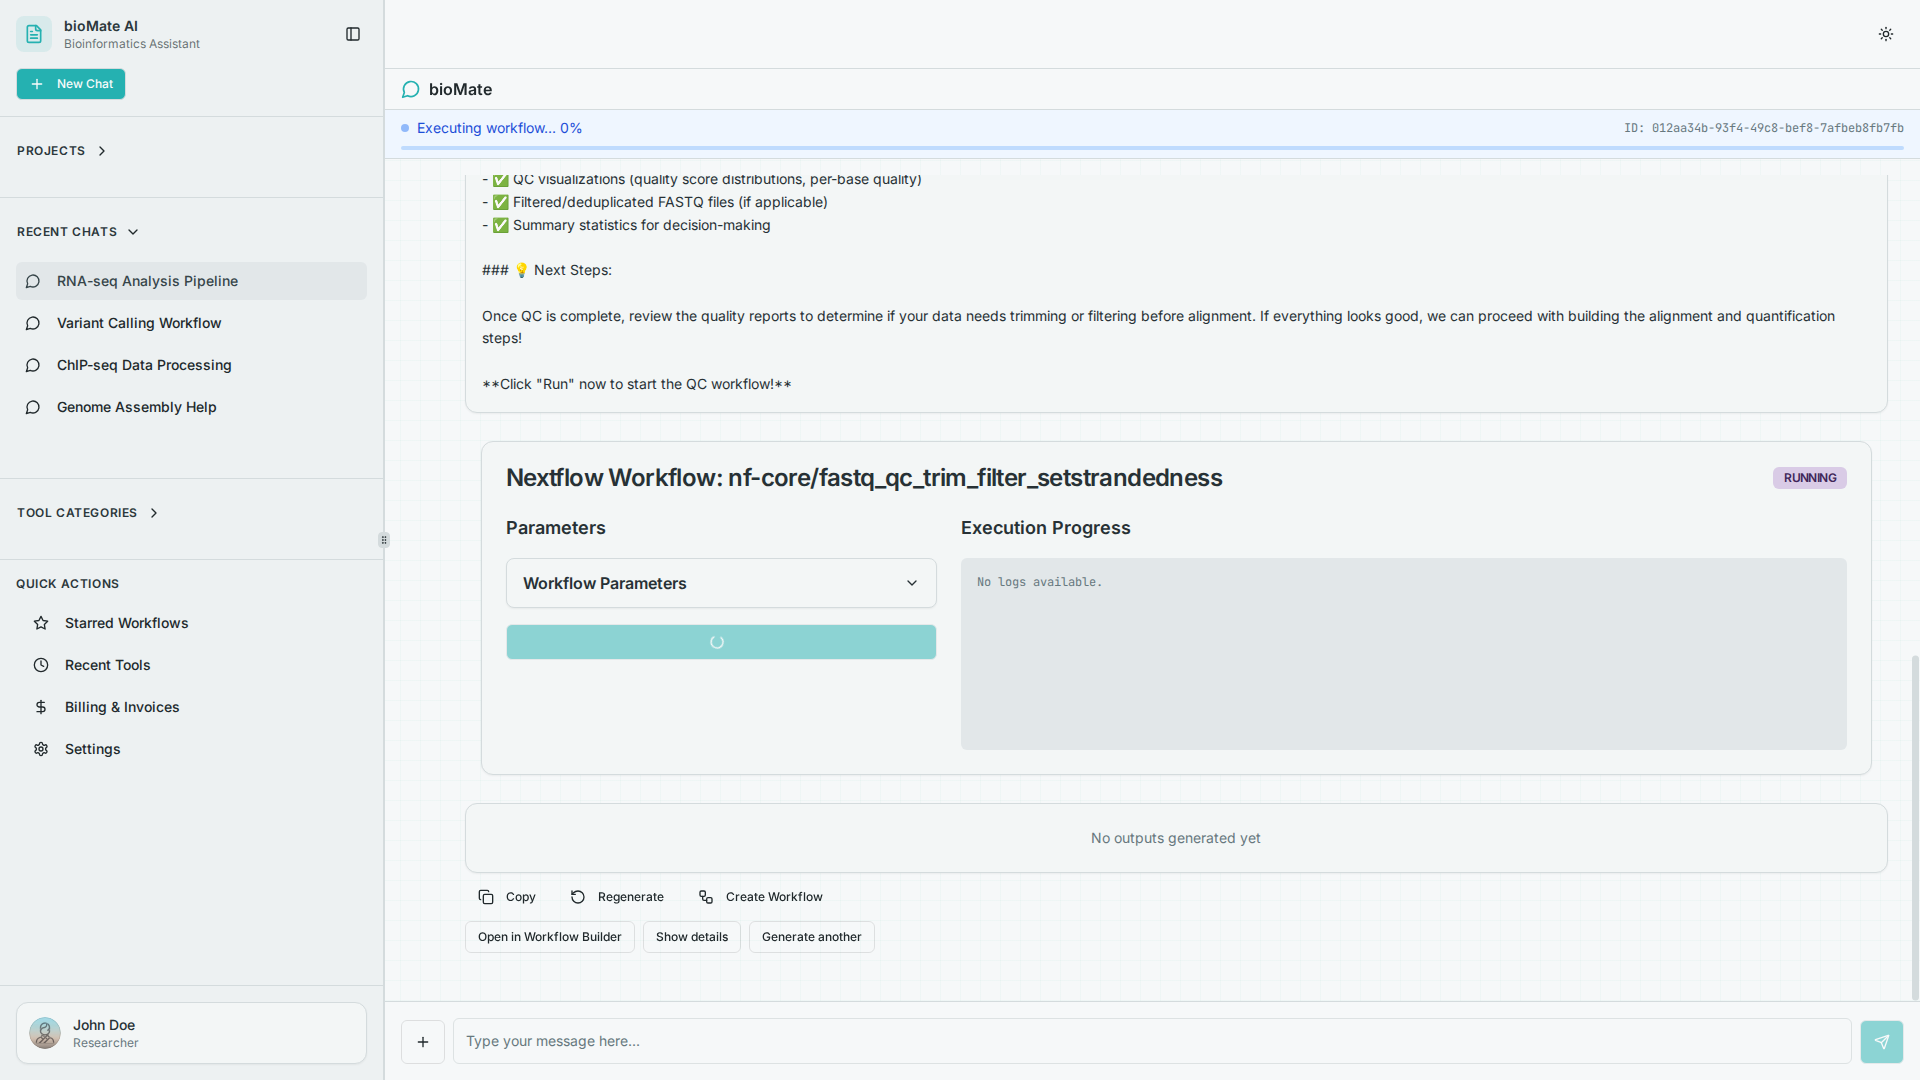 bioMate AI
Bioinformatics Assistant
New Chat
PROJECTS
RECENT CHATS
RNA-seq Analysis Pipeline
Variant Calling Workflow
ChIP-seq Data Processing
Genome Assembly Help
TOOL CATEGORIES
QUICK ACTIONS
Starred Workflows
Recent Tools
Billing & Invoices
Settings
John Doe
Researcher
bioMate
Executing workflow... 0%
ID: 012aa34b-93f4-49c8-bef8-7afbeb8fb7fb
- ✅ QC visualizations (quality score distributions, per-base quality)
- ✅ Filtered/deduplicated FASTQ files (if applicable)
- ✅ Summary statistics for decision-making
### 💡 Next Steps:
Once QC is complete, review the quality reports to determine if your data needs trimming or filtering before alignment. If everything looks good, we can proceed with building the alignment and quantification
steps!
**Click "Run" now to start the QC workflow!**
Nextflow Workflow: nf-core/fastq_qc_trim_filter_setstrandedness
RUNNING
Parameters
Workflow Parameters
Execution Progress
No logs available.
No outputs generated yet
Copy
Regenerate
Create Workflow
Open in Workflow Builder
Show details
Generate another
Type your message here...